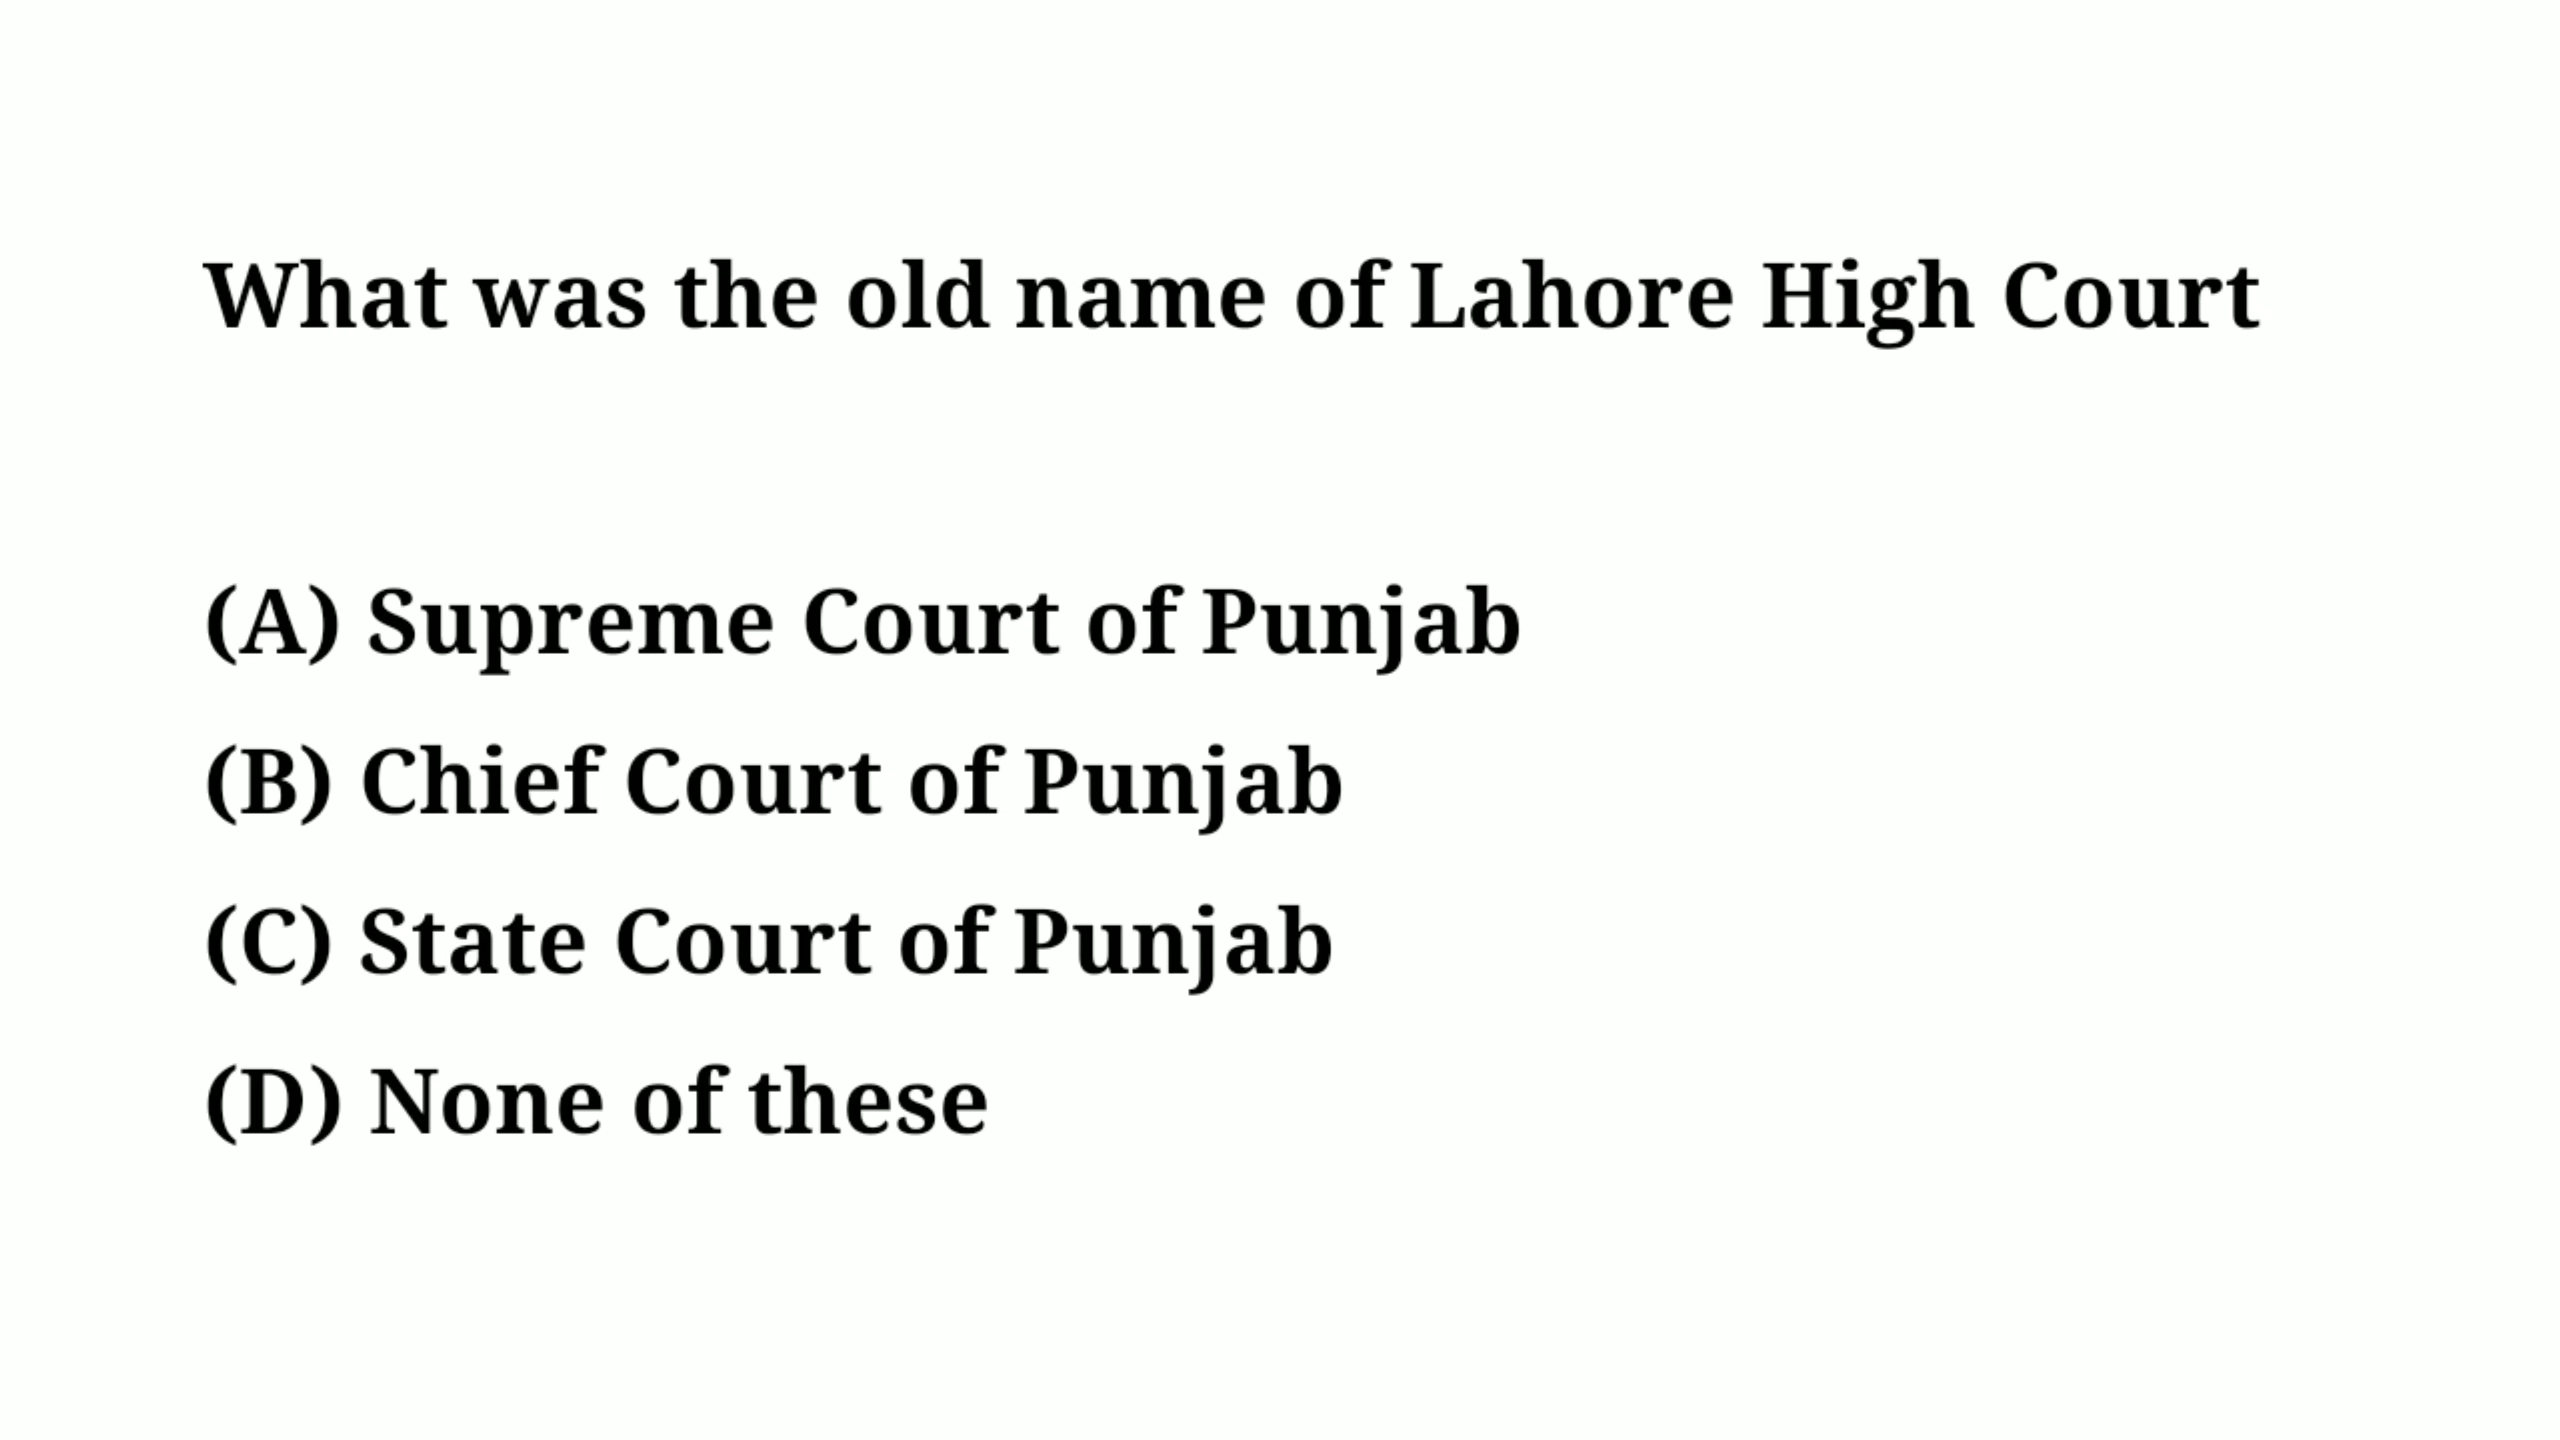 What was the old name of Lahore High Court
(A) Supreme Court of Punjab
(B) Chief Court of Punjab
(C) State Court of Punjab
(D) None of these